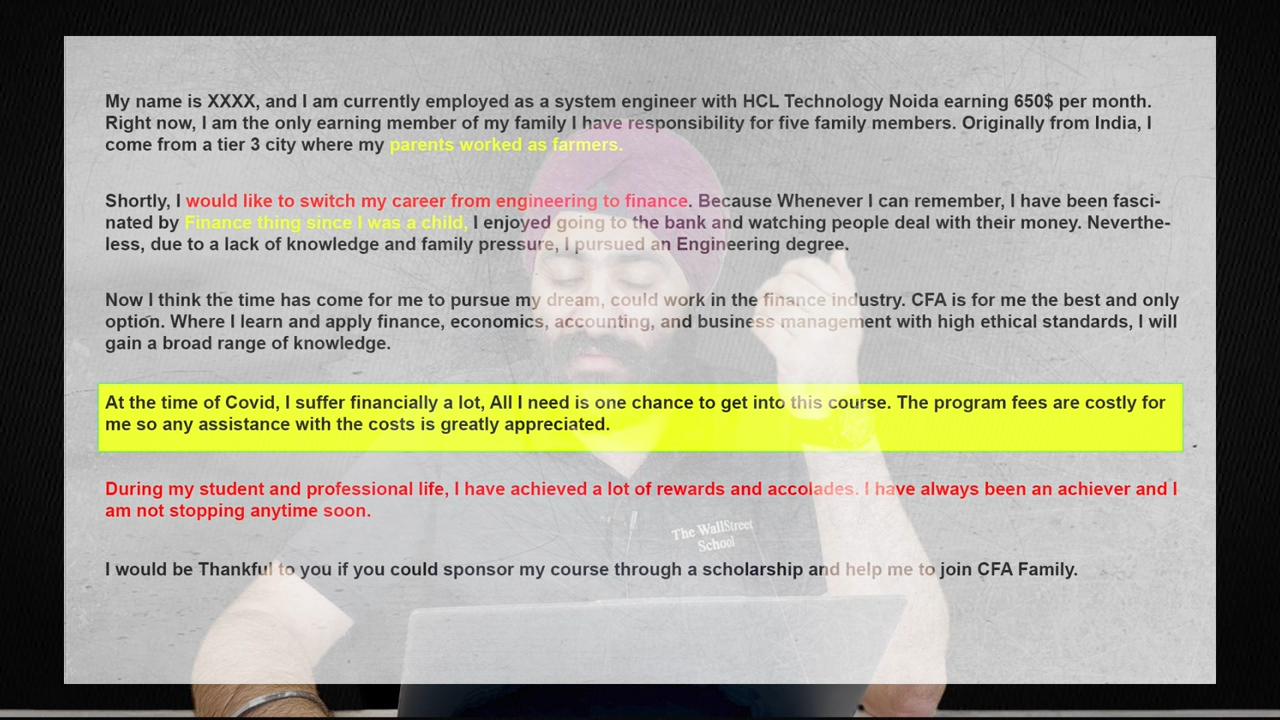 My name is XXXX, and I am currently employed as a system engineer with HCL Technology Noida earning 650$ per month.
Right now, I am the only earning member of my family I have responsibility for five family members. Originally from India, I
come from a tier 3 city where my parents worked as farmers.
Shortly, I would like to switch my career from engineering to finance. Because Whenever I can remember, I have been fasci-
nated by Finance thing since I was a child, I enjoyed going to the bank and watching people deal with their money. Neverthe-
less, due to a lack of knowledge and family pressure, I pursued an Engineering degree.
Now I think the time has come for me to pursue my dream, could work in the finance industry. CFA is for me the best and only
option. Where I learn and apply finance, economics, accounting, and business management with high ethical standards, I will
gain a broad range of knowledge.
At the time of Covid, I suffer financially a lot, All I need is one chance to get into this course. The program fees are costly for
me so any assistance with the costs is greatly appreciated.
During my student and professional life, I have achieved a lot of rewards and accolades. I have always been an achiever and I
am not stopping anytime soon.
The WallStreet
School
I would be Thankful to you if you could sponsor my course through a scholarship and help me to join CFA Family.